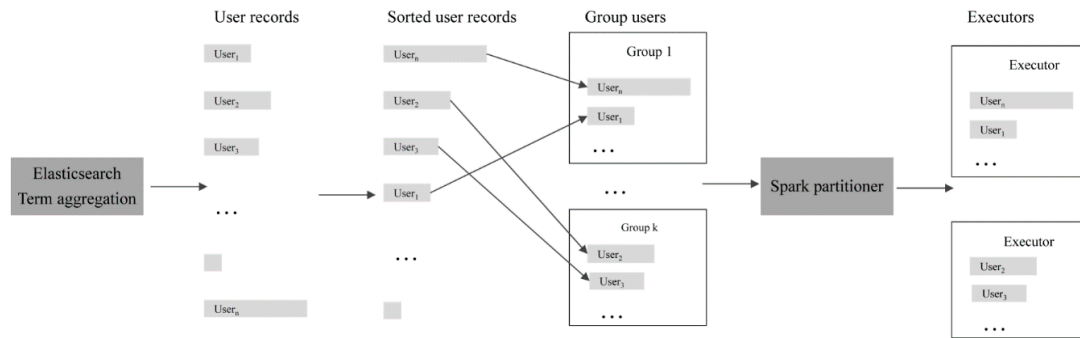 User records
Sorted user records
Group users
Executors
Elasticsearch
Term aggregation
User₁
User₂
User₃
...
Userₙ
Userₙ
User₂
User₃
User₁
...
Group 1
Userₙ
User₁
...
...
Group k
User₂
User₃
...
Spark partitioner
Executor
Userₙ
User₁
...
Executor
User₂
User₃
...